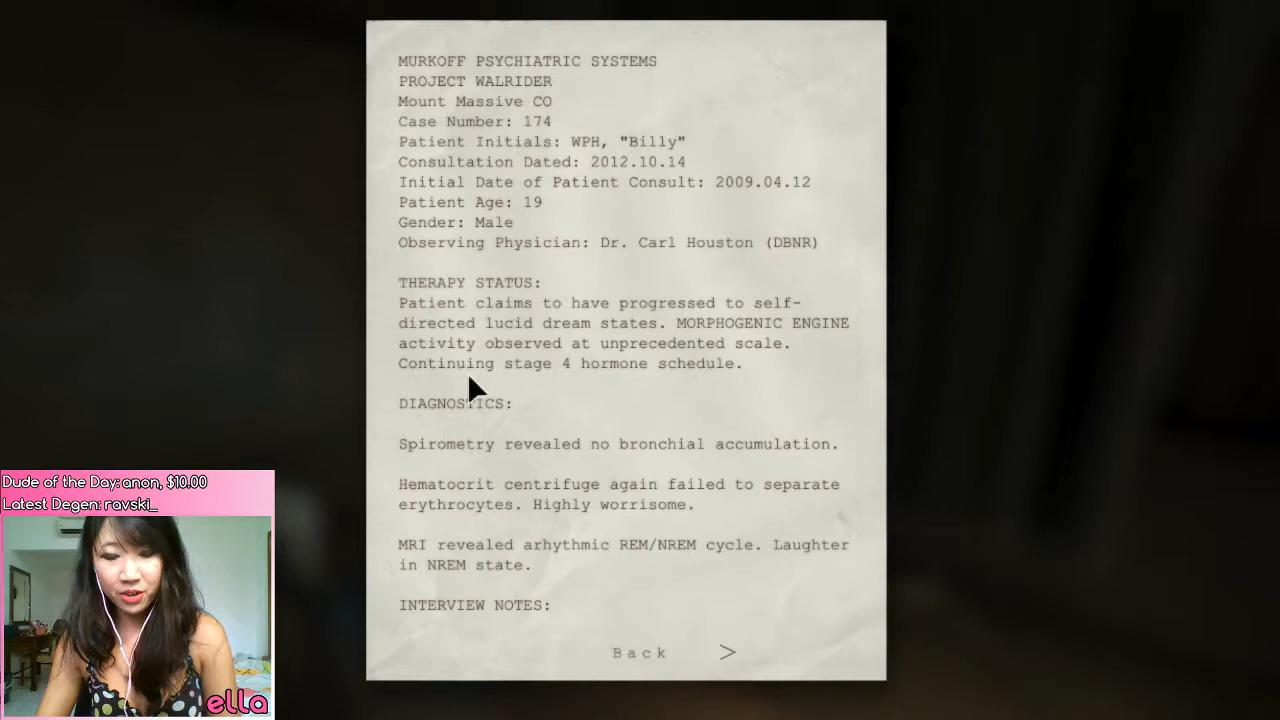 MURKOFF PSYCHIATRIC SYSTEMS
PROJECT WALRIDER
Mount Massive CO
Case Number: 174
Patient Initials: WPH, "Billy"
Consultation Dated: 2012.10.14
Initial Date of Patient Consult: 2009.04.12
Patient Age: 19
Gender: Male
Observing Physician: Dr. Carl Houston (DBNR)
THERAPY STATUS:
Patient claims to have progressed to self-
directed lucid dream states. MORPHOGENIC ENGINE
activity observed at unprecedented scale.
Continuing stage 4 hormone schedule.
DIAGNOSTICS:
Spirometry revealed no bronchial accumulation.
Hematocrit centrifuge again failed to separate
erythrocytes. Highly worrisome.
MRI revealed arhythmic REM/NREM cycle. Laughter
in NREM state.
INTERVIEW NOTES:
Back >
Dude of the Day: anon, $10.00
Latest Degen: ravski_
ella